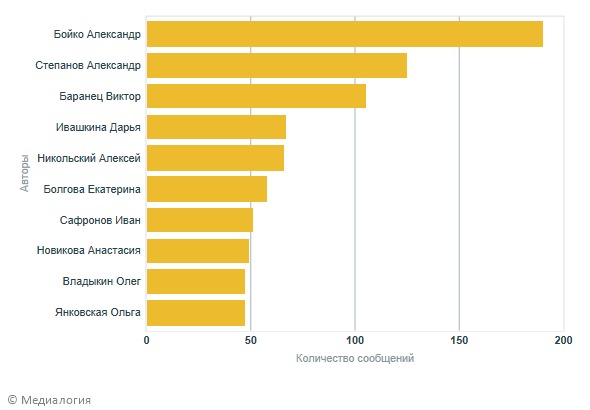 Бойко Александр
Степанов Александр
Баранец Виктор
Ивашкина Дарья
Никольский Алексей
Болгова Екатерина
Сафронов Иван
Новикова Анастасия
Владыкин Олег
Янковская Ольга
Авторы
0 50 100 150 200
Количество сообщений
© Медиалогия